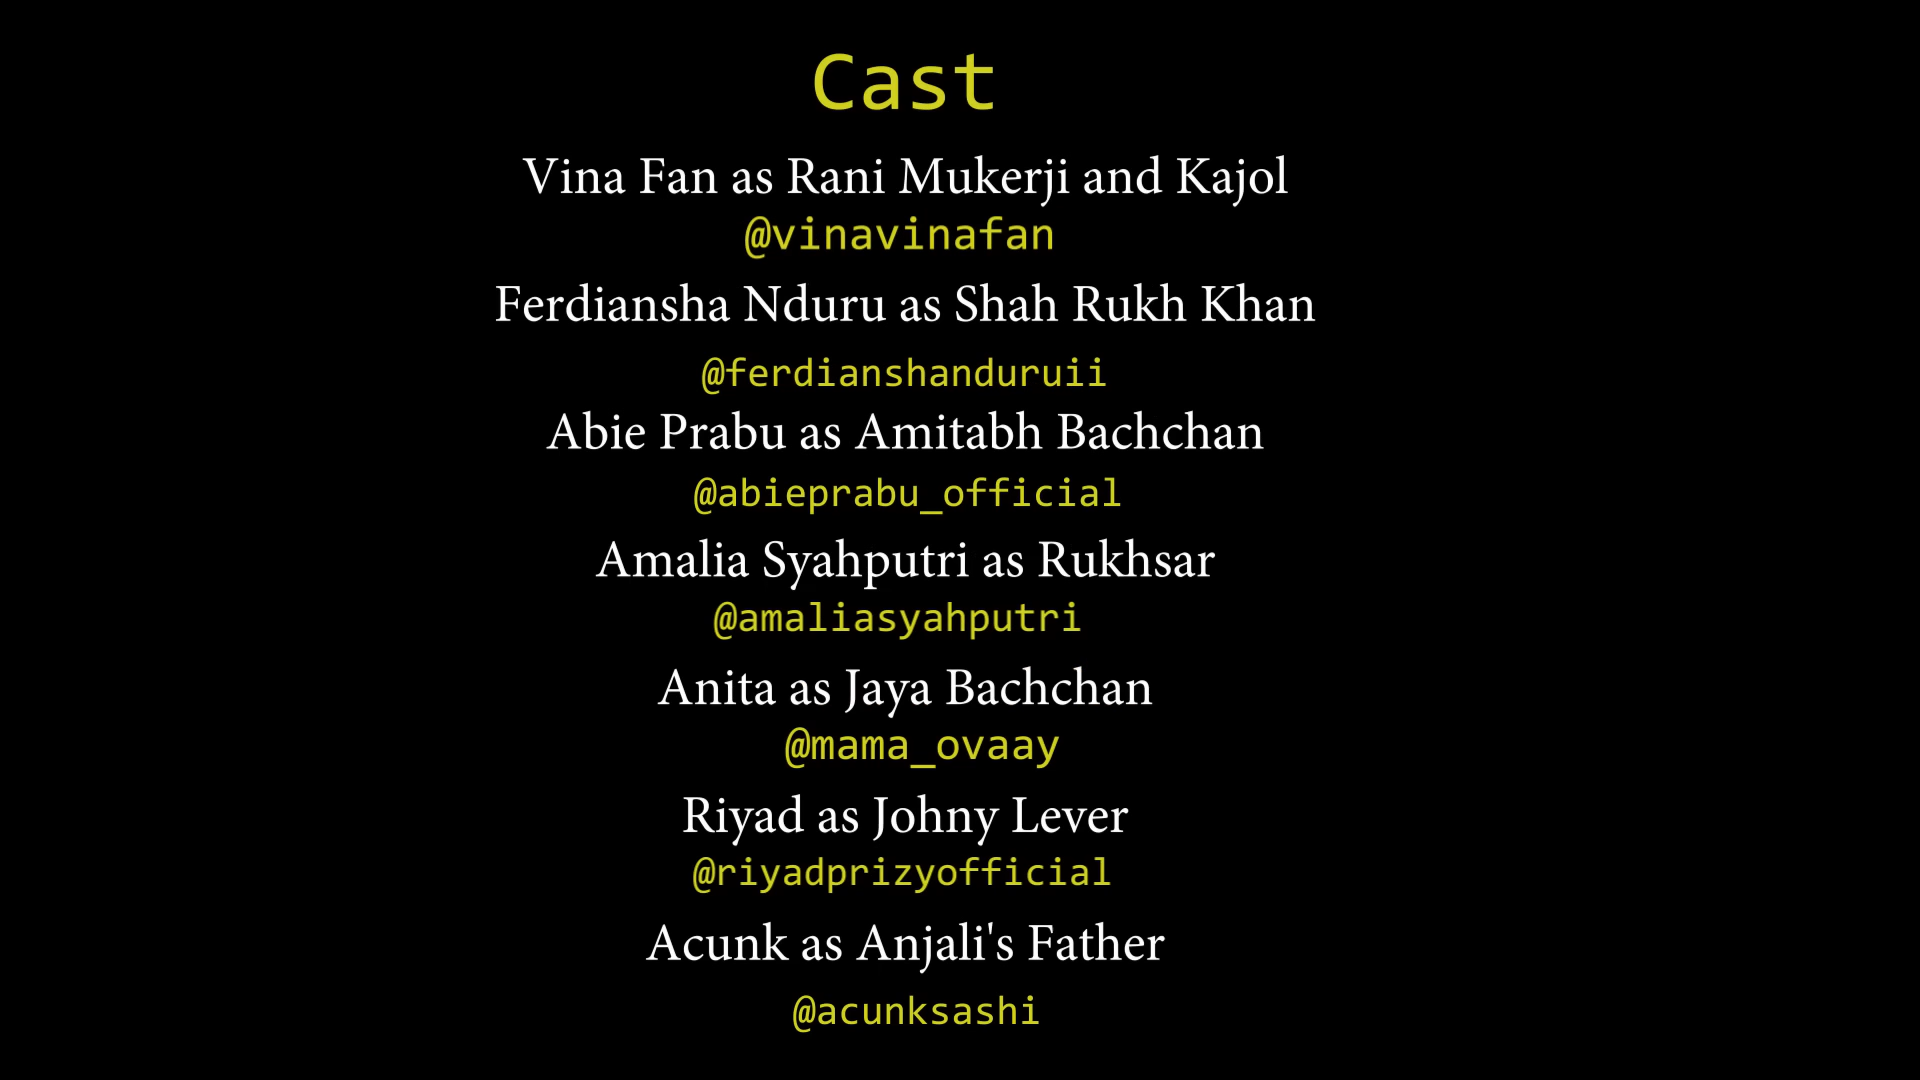 Cast
Vina Fan as Rani Mukerji and Kajol
@vinavinafan
Ferdiansha Nduru as Shah Rukh Khan
@ferdianshanduruii
Abie Prabu as Amitabh Bachchan
@abieprabu_official
Amalia Syahputri as Rukhsar
@amaliasyahputri
Anita as Jaya Bachchan
@mama_ovaay
Riyad as Johny Lever
@riyadprizyofficial
Acunk as Anjali's Father
@acunksashi